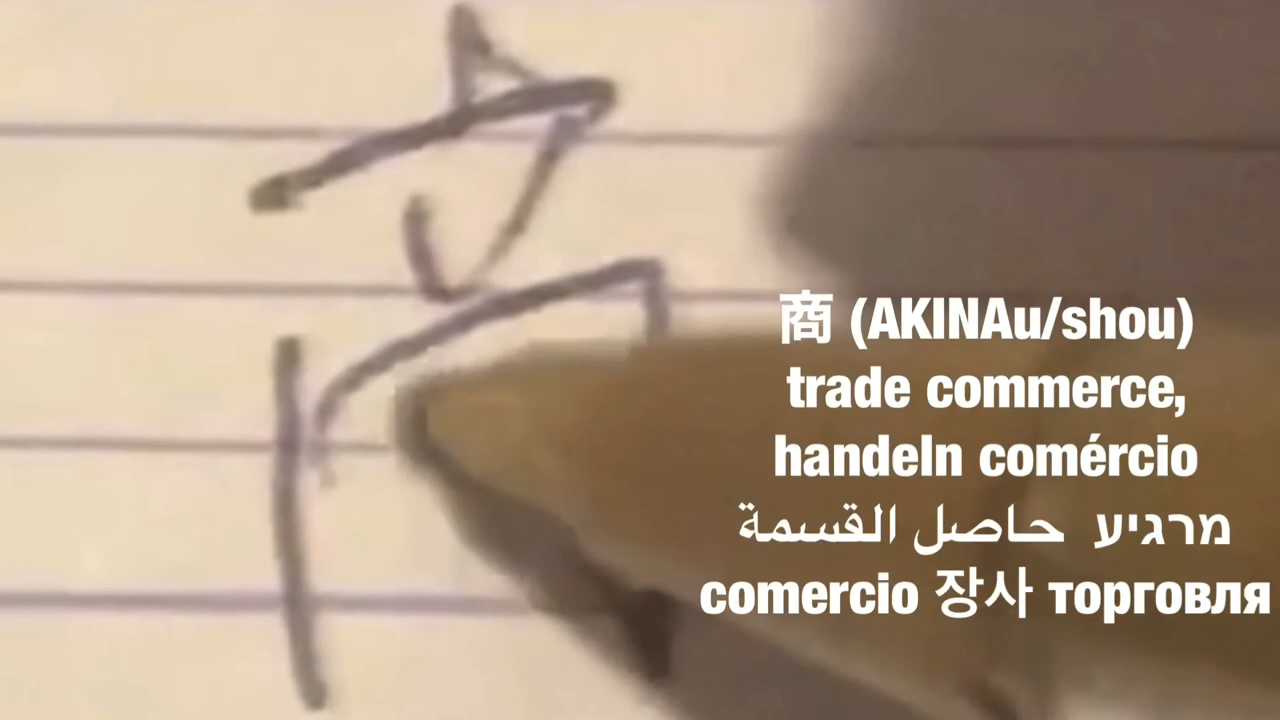 商 (AKINAu/shou)
trade commerce,
handeln comércio
מרגיע حاصل القسمة
comercio 장사 торговля